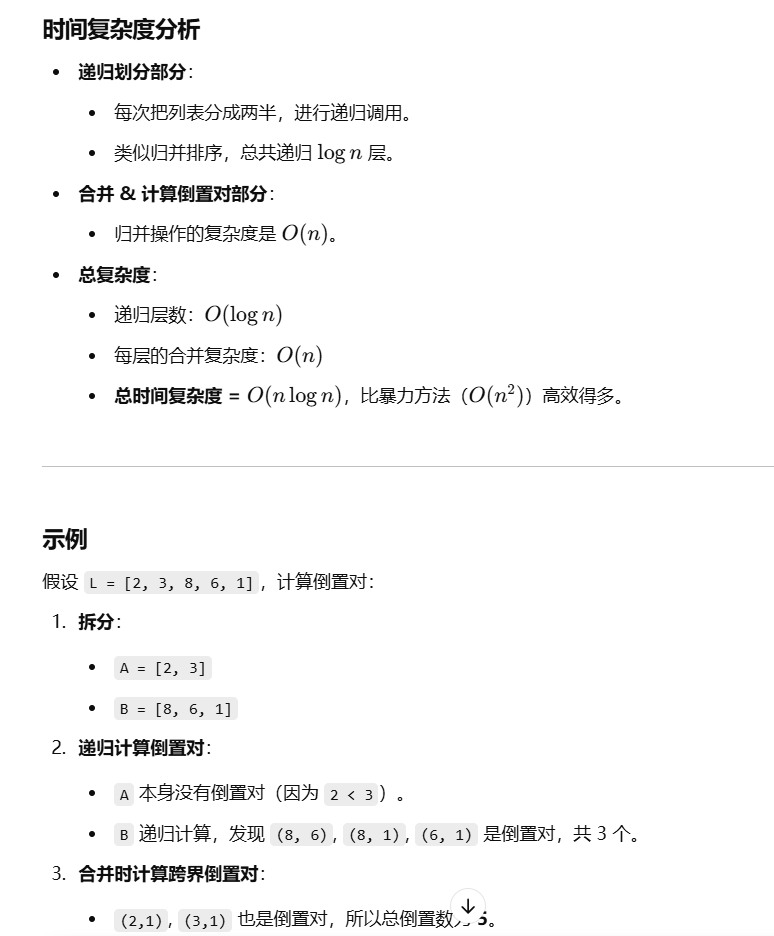 时间复杂度分析
• 递归划分部分：
• 每次把列表分成两半，进行递归调用。
• 类似归并排序，总共递归 log n 层。
• 合并 & 计算倒置对部分：
• 归并操作的复杂度是 O(n)。
• 总复杂度：
• 递归层数：O(log n)
• 每层的合并复杂度：O(n)
• 总时间复杂度 = O(n log n)，比暴力方法（O(n²)）高效得多。
示例
假设 L = [2, 3, 8, 6, 1]，计算倒置对：
1. 拆分：
• A = [2, 3]
• B = [8, 6, 1]
2. 递归计算倒置对：
• A 本身没有倒置对（因为 2 < 3）。
• B 递归计算，发现 (8, 6), (8, 1), (6, 1) 是倒置对，共 3 个。
3. 合并时计算跨界倒置对：
• (2,1), (3,1) 也是倒置对，所以总倒置数 5。